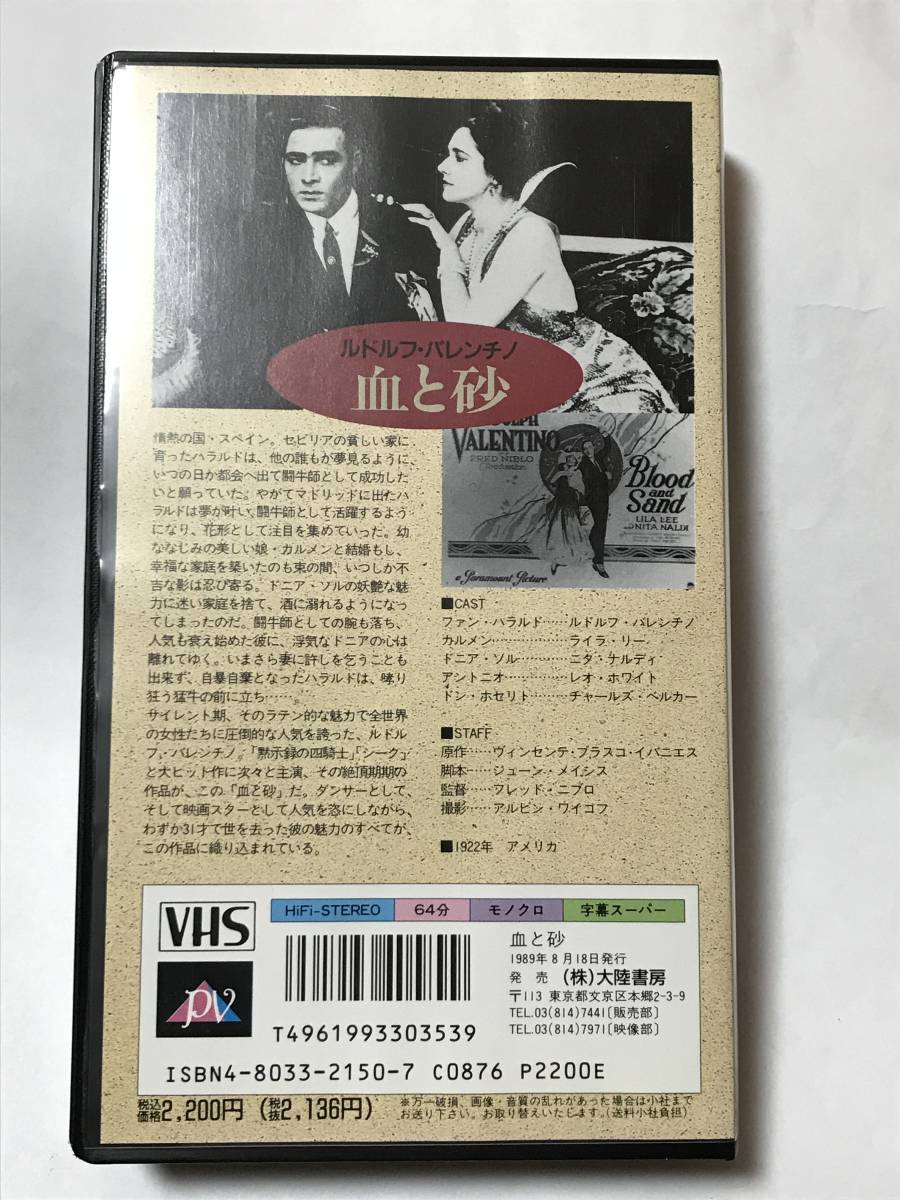 ルドルフ・バレンチノ
血と砂
情熱の国・スペイン。セビリアの貧しい家に
育ったハラルドは、他の誰もが夢見るように、
いつの日か都会へ出て闘牛師として成功した
いと願っていた。やがてマドリッドに出たハ
ラルドは夢が叶い、闘牛師として活躍するよう
になり、花形として注目を集めていった。幼
ななじみの美しい娘・カルメンと結婚もし、
幸福な家庭を築いたのも束の間、いつしか不
吉な影は忍び寄る。ドニア・ソルの妖艶な魅
力に迷い家庭を捨て、酒に溺れるようになっ
てしまったのだ。闘牛師としての腕も落ち、
人気も衰え始めた彼に、浮気なドニアの心は
離れてゆく。いまさら妻に許しを乞うことも
出来ず、自暴自棄となったハラルドは、哮り
狂う猛牛の前に立ち……。
サイレント期、そのラテン的な魅力で全世界
の女性たちに圧倒的な人気を誇った、ルドル
フ・バレンチノ。「黙示録の四騎士」「シーク」
と大ヒット作に次々と主演、その絶頂期期の
作品が、この「血と砂」だ。ダンサーとして、
そして映画スターとして人気を恣にしながら、
わずか31才で世を去った彼の魅力のすべてが、
この作品に織り込まれている。
VALENTINO
FRED NIBLO
Production
Blood
and
Sand
LILA LEE
NITA NALDI
a Paramount Picture
■CAST
ファン・ハラルド……ルドルフ・バレンチノ
カルメン…………ライラ・リー
ドニア・ソル…………ニタ・ナルディ
アントニオ…………レオ・ホワイト
ドン・ホセリト………チャールズ・ベルカー
■STAFF
原作……ヴィンセンテ・ブラスコ・イバニエス
脚本……ジューン・メイシス
監督……フレッド・ニブロ
撮影……アルビン・ワイコフ
■1922年 アメリカ
VHS
HiFi-STEREO 64分 モノクロ 字幕スーパー
PV
T4961993303539
血と砂
1989年8月18日発行
発売 (株)大陸書房
〒113 東京都文京区本郷2-3-9
TEL.03(814)7441〔販売部〕
TEL.03(814)7971〔映像部〕
ISBN4-8033-2150-7 C0876 P2200E
税込価格2,200円（税抜2,136円）
※万一破損、画像・音質の乱れがあった場合は小社まで
お送り下さい。お取り替えいたします。（送料小社負担）